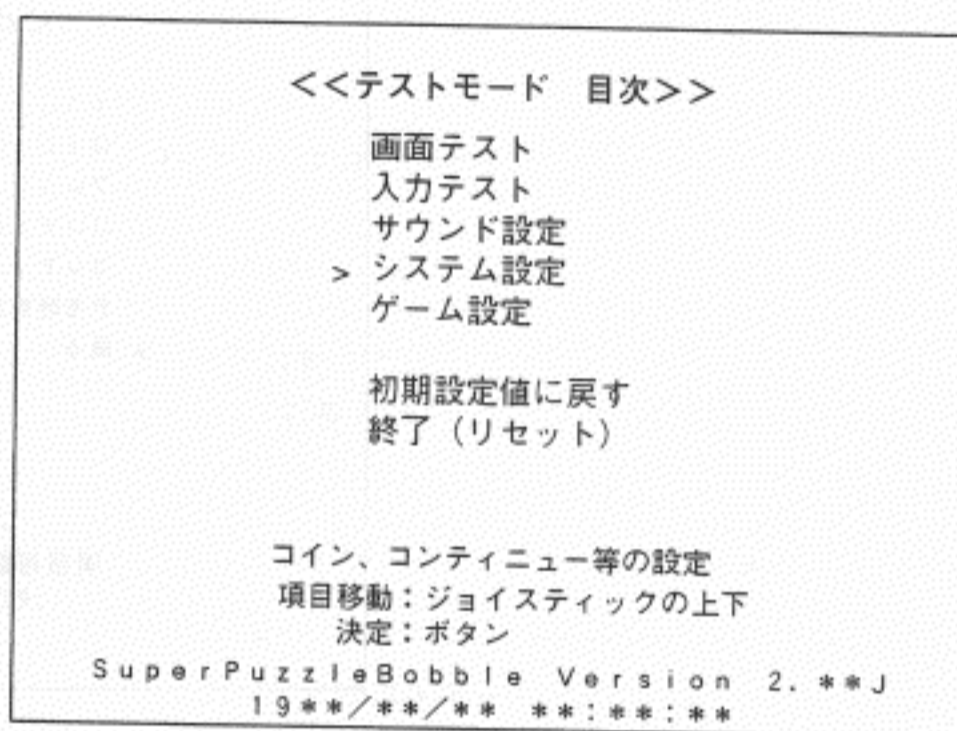 <<テストモード　目次>>
画面テスト
入力テスト
サウンド設定
> システム設定
ゲーム設定
初期設定値に戻す
終了（リセット）
コイン、コンティニュー等の設定
項目移動：ジョイスティックの上下
決定：ボタン
SuperPuzzleBobble Version 2.**J
19**/**/** **:**:**